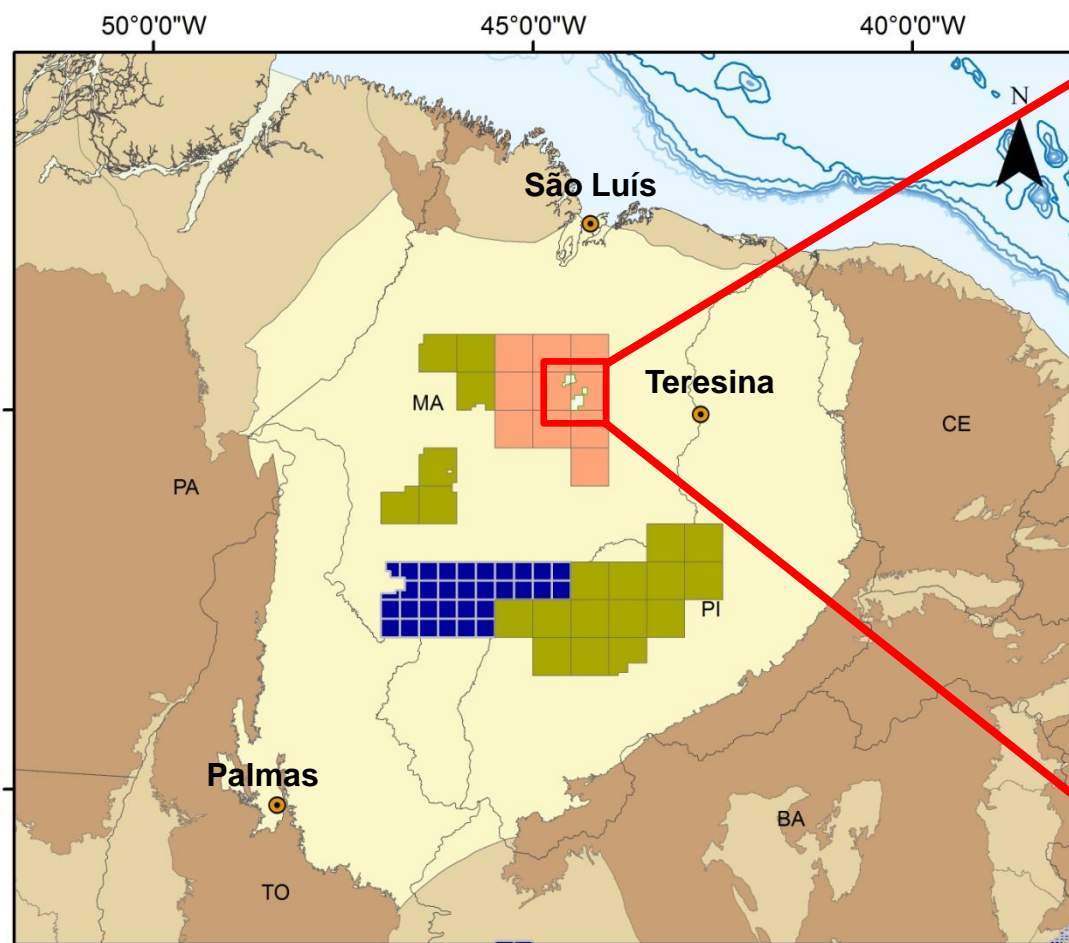 50°0'0"W
45°0'0"W
40°0'0"W
N
São Luís
Teresina
MA
CE
PA
PI
Palmas
BA
TO